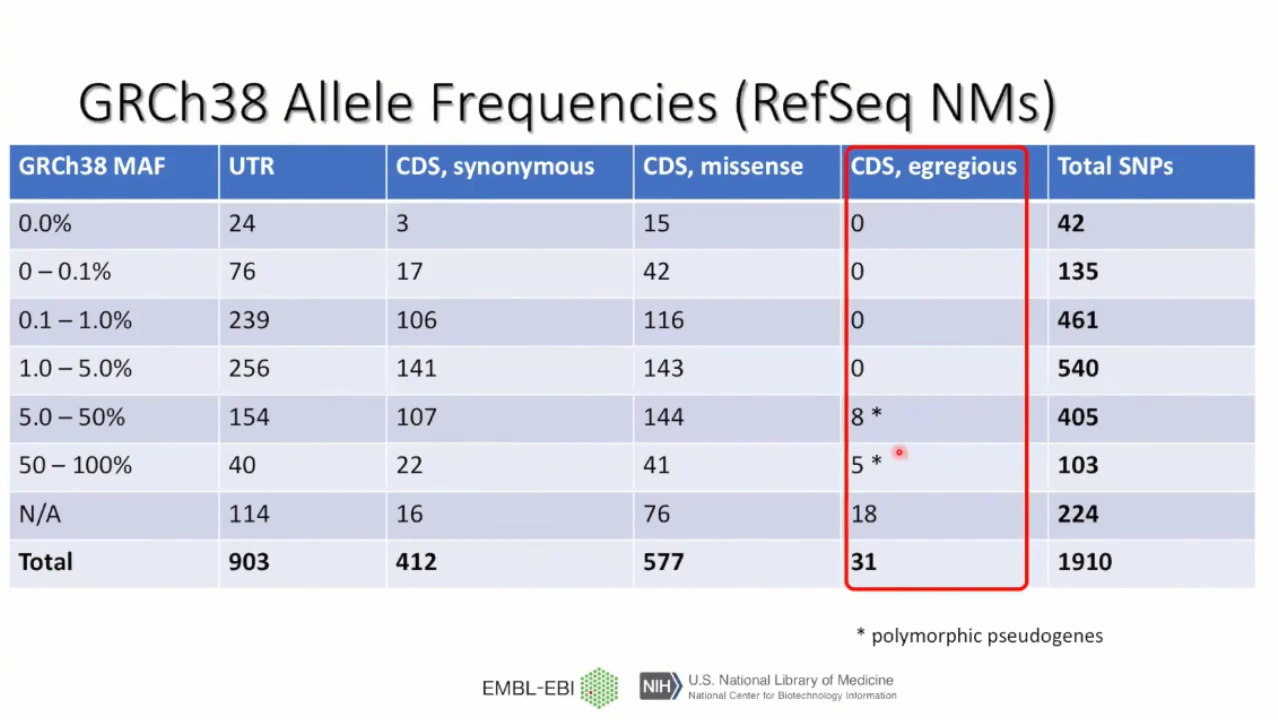 GRCh38 Allele Frequencies (RefSeq NMs)
GRCh38 MAF UTR CDS, synonymous CDS, missense CDS, egregious Total SNPs
0.0% 24 3 15 0 42
0 – 0.1% 76 17 42 0 135
0.1 – 1.0% 239 106 116 0 461
1.0 – 5.0% 256 141 143 0 540
5.0 – 50% 154 107 144 8 * 405
50 – 100% 40 22 41 5 * 103
N/A 114 16 76 18 224
Total 903 412 577 31 1910
* polymorphic pseudogenes
EMBL-EBI NIH U.S. National Library of Medicine
National Center for Biotechnology Information